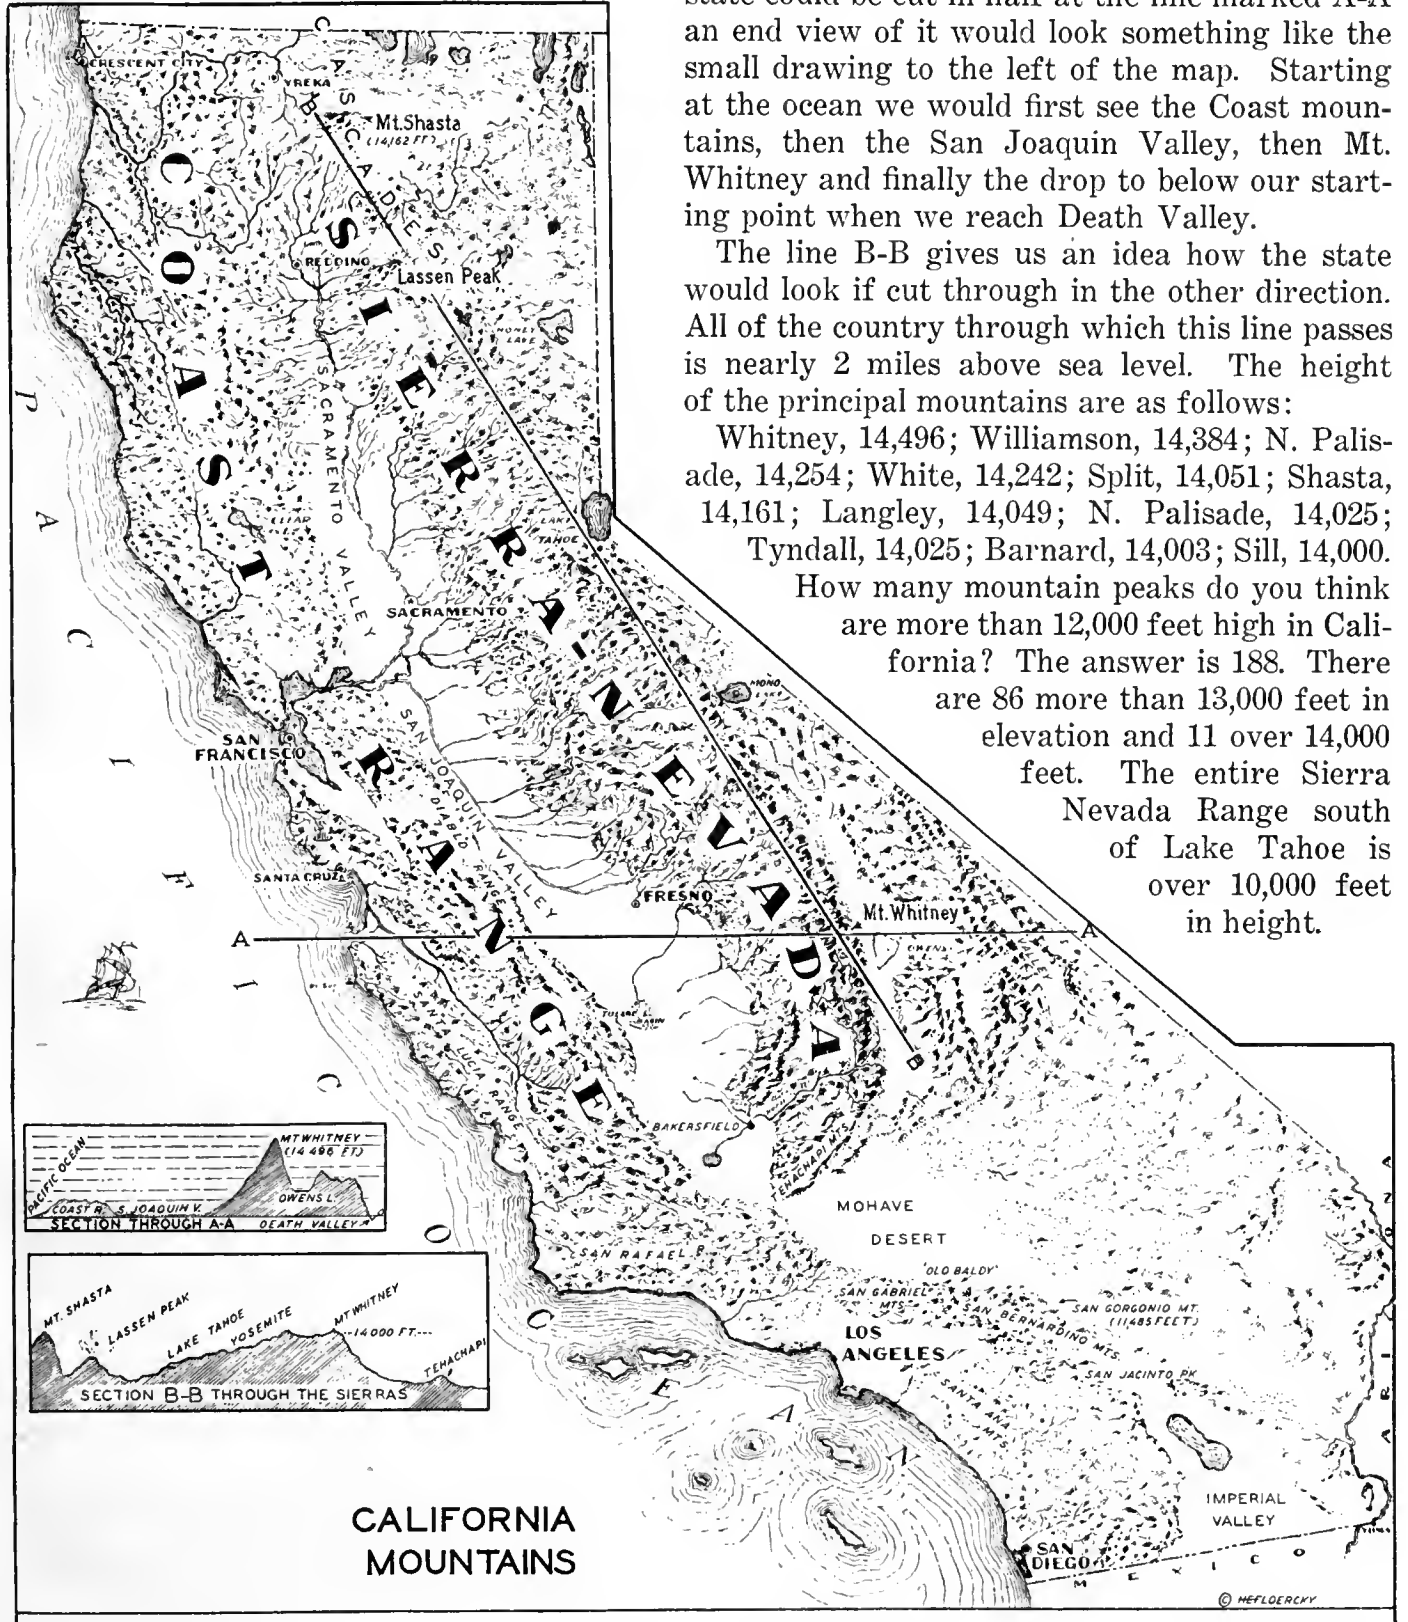 state could be cut in half at the line marked A-A
an end view of it would look something like the
small drawing to the left of the map. Starting
at the ocean we would first see the Coast moun-
tains, then the San Joaquin Valley, then Mt.
Whitney and finally the drop to below our start-
ing point when we reach Death Valley.
The line B-B gives us an idea how the state
would look if cut through in the other direction.
All of the country through which this line passes
is nearly 2 miles above sea level. The height
of the principal mountains are as follows:
Whitney, 14,496; Williamson, 14,384; N. Palis-
ade, 14,254; White, 14,242; Split, 14,051; Shasta,
14,161; Langley, 14,049; N. Palisade, 14,025;
Tyndall, 14,025; Barnard, 14,003; Sill, 14,000.
How many mountain peaks do you think
are more than 12,000 feet high in Cali-
fornia? The answer is 188. There
are 86 more than 13,000 feet in
elevation and 11 over 14,000
feet. The entire Sierra
Nevada Range south
of Lake Tahoe is
over 10,000 feet
in height.
CRESCENT CITY
YREKA
CASCADES
B
Mt. Shasta
(14,162 FT.)
REDDING
Lassen Peak
HONEY
LAKE
COAST RANGE
SIERRA-NEVADA
SACRAMENTO VALLEY
CLEAR
LAKE
TAHOE
SACRAMENTO
MONO
LAKE
SAN
FRANCISCO
SAN JOAQUIN VALLEY
DIABLO RANGE
SANTA CRUZ
FRESNO
Mt. Whitney
A
A
OWENS
TULARE L.
BASIN
SANTA LUCIA RANGE
B
BAKERSFIELD
TEHACHAPI MTS.
MOHAVE
DESERT
SAN RAFAEL R.
'OLD BALDY'
SAN GABRIEL
MTS.
SAN BERNARDINO MTS.
SAN GORGONIO MT.
(11,485 FEET)
LOS
ANGELES
SAN JACINTO PK.
SANTA ANA
MTS.
IMPERIAL
VALLEY
SAN
DIEGO
MEXICO
PACIFIC OCEAN
PACIFIC OCEAN
MT WHITNEY
(14 496 FT.)
COAST R. S. JOAQUIN V.
OWENS L.
SECTION THROUGH A-A
DEATH VALLEY
MT. SHASTA
LASSEN PEAK
LAKE TAHOE
YOSEMITE
MT WHITNEY
14 000 FT.
TEHACHAPI
SECTION B-B THROUGH THE SIERRAS
CALIFORNIA
MOUNTAINS